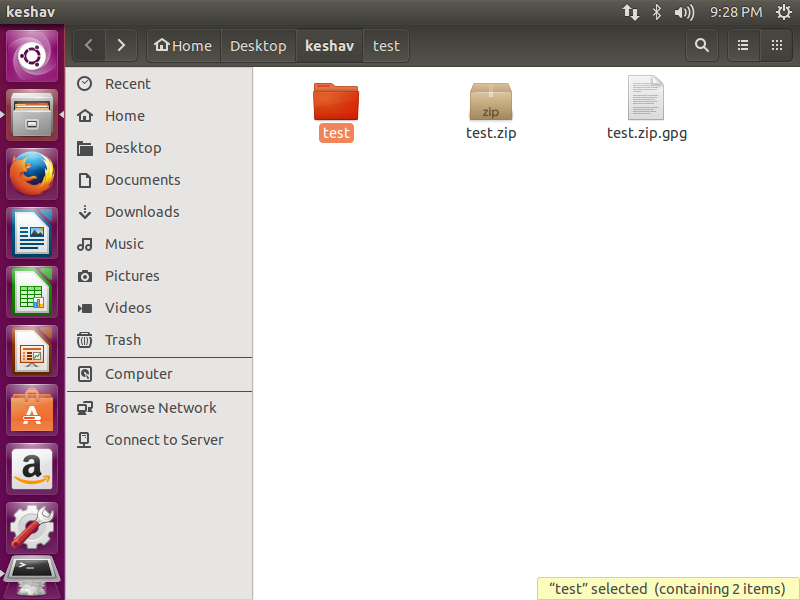 keshav
9:28 PM
Home
Desktop
keshav
test
Recent
Home
Desktop
Documents
Downloads
Music
Pictures
Videos
Trash
Computer
Browse Network
Connect to Server
zip
test
test.zip
test.zip.gpg
“test” selected (containing 2 items)